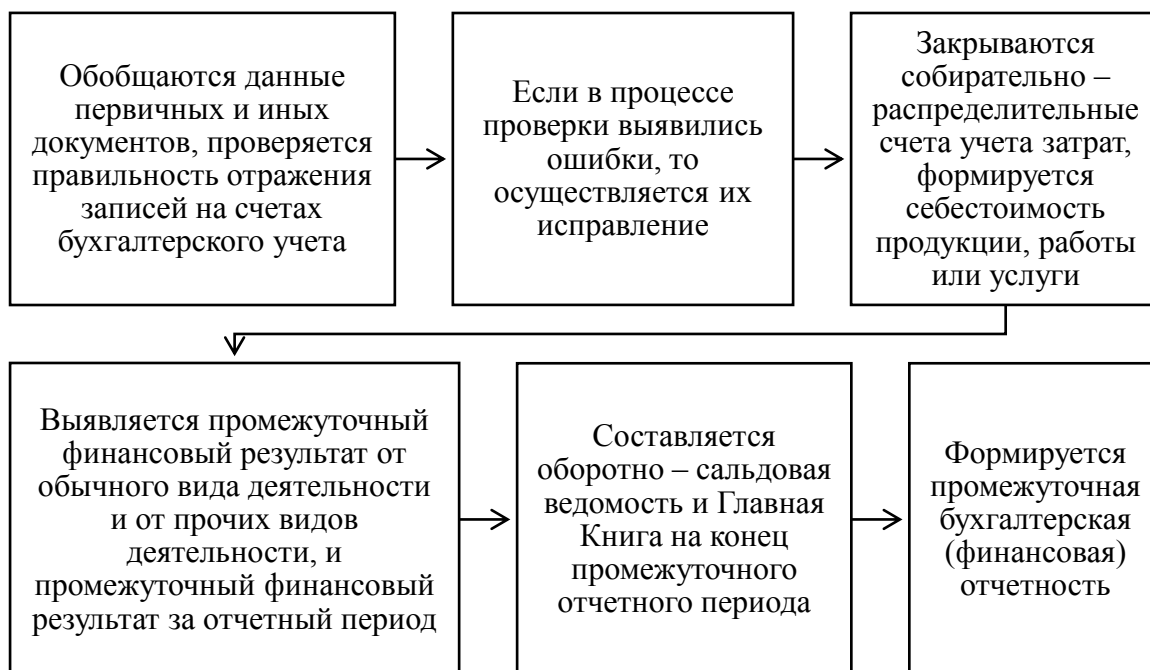 Обобщаются данные
первичных и иных
документов, проверяется
правильность отражения
записей на счетах
бухгалтерского учета
Если в процессе
проверки выявились
ошибки, то
осуществляется их
исправление
Закрываются
собирательно –
распределительные
счета учета затрат,
формируется
себестоимость
продукции, работы
или услуги
Выявляется промежуточный
финансовый результат от
обычного вида деятельности
и от прочих видов
деятельности, и
промежуточный финансовый
результат за отчетный период
Составляется
оборотно – сальдовая
ведомость и Главная
Книга на конец
промежуточного
отчетного периода
Формируется
промежуточная
бухгалтерская
(финансовая)
отчетность